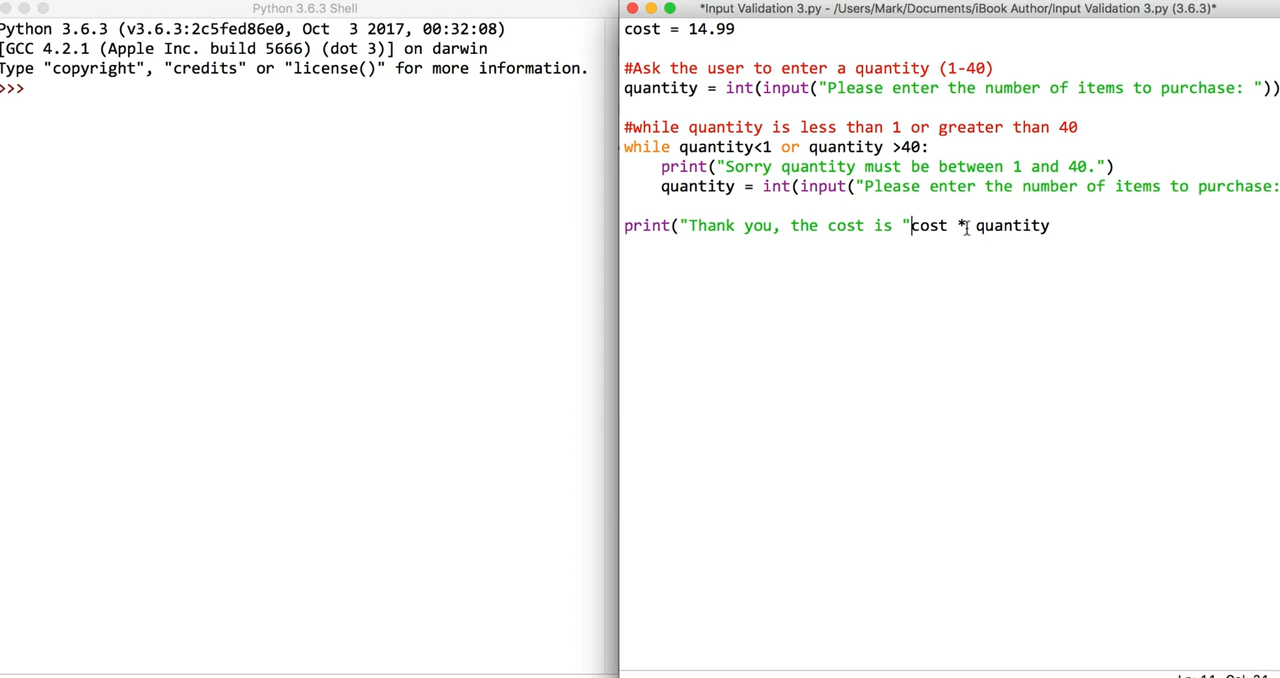 Python 3.6.3 Shell
Python 3.6.3 (v3.6.3:2c5fed86e0, Oct  3 2017, 00:32:08)
[GCC 4.2.1 (Apple Inc. build 5666) (dot 3)] on darwin
Type "copyright", "credits" or "license()" for more information.
>>>
*Input Validation 3.py - /Users/Mark/Documents/iBook Author/Input Validation 3.py (3.6.3)*
cost = 14.99
#Ask the user to enter a quantity (1-40)
quantity = int(input("Please enter the number of items to purchase: "))
#while quantity is less than 1 or greater than 40
while quantity<1 or quantity >40:
    print("Sorry quantity must be between 1 and 40.")
    quantity = int(input("Please enter the number of items to purchase:
print("Thank you, the cost is "cost * quantity